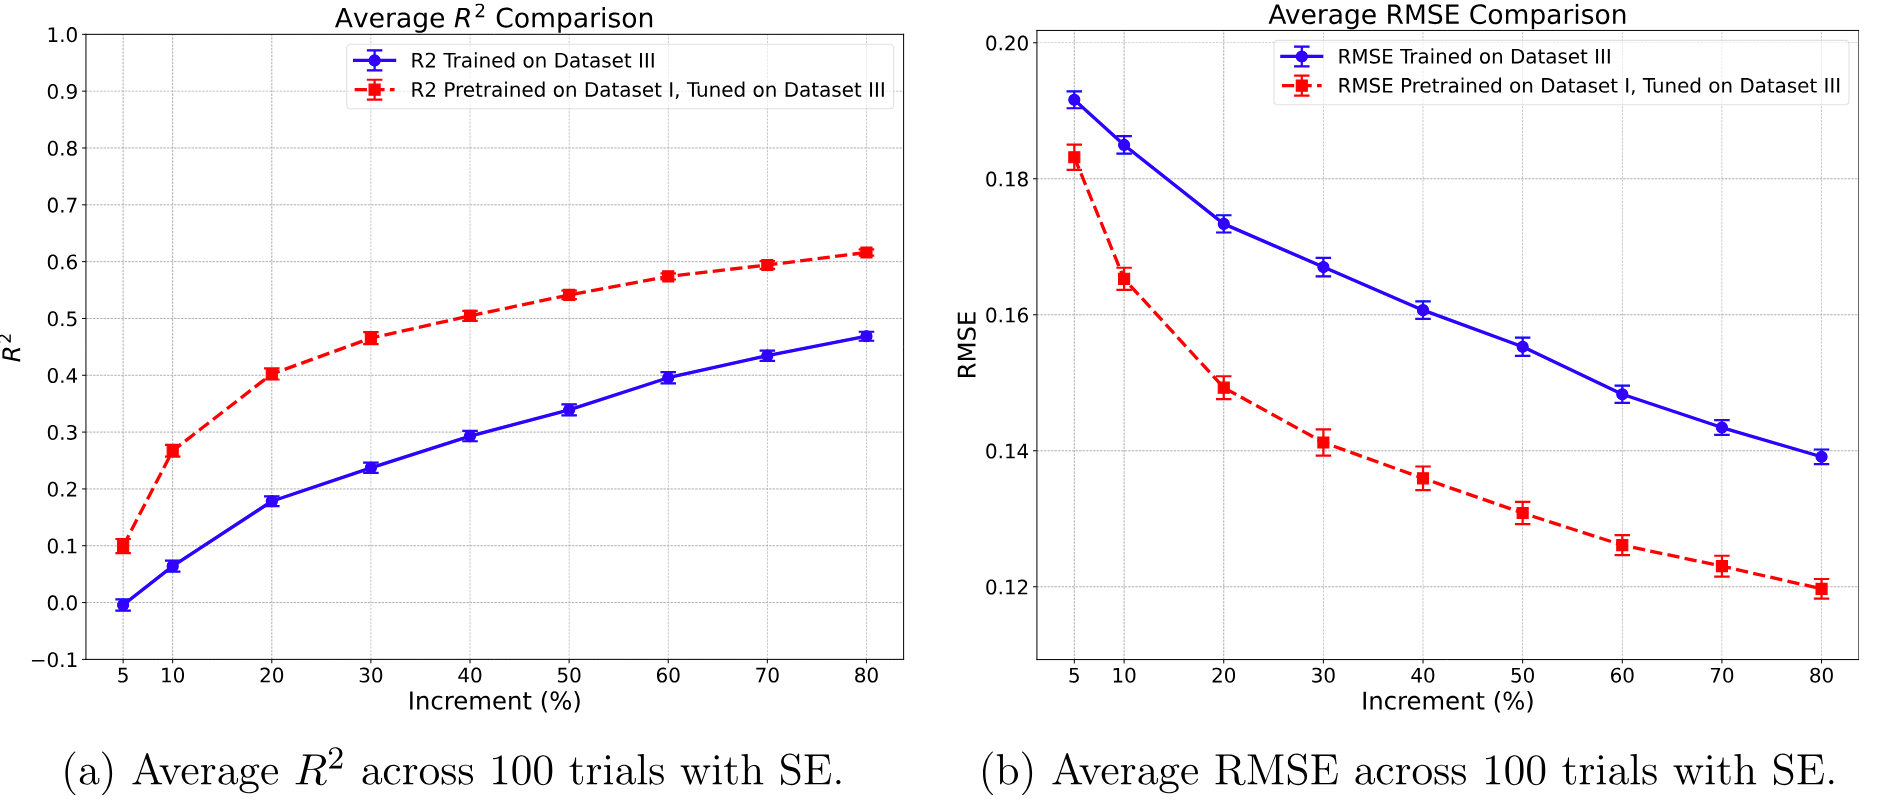 Average R² Comparison
R2 Trained on Dataset III
R2 Pretrained on Dataset I, Tuned on Dataset III
1.0
0.9
0.8
0.7
0.6
0.5
0.4
0.3
0.2
0.1
0.0
−0.1
R²
5 10 20 30 40 50 60 70 80
Increment (%)
(a) Average R² across 100 trials with SE.
Average RMSE Comparison
RMSE Trained on Dataset III
RMSE Pretrained on Dataset I, Tuned on Dataset III
0.20
0.18
0.16
0.14
0.12
RMSE
5 10 20 30 40 50 60 70 80
Increment (%)
(b) Average RMSE across 100 trials with SE.